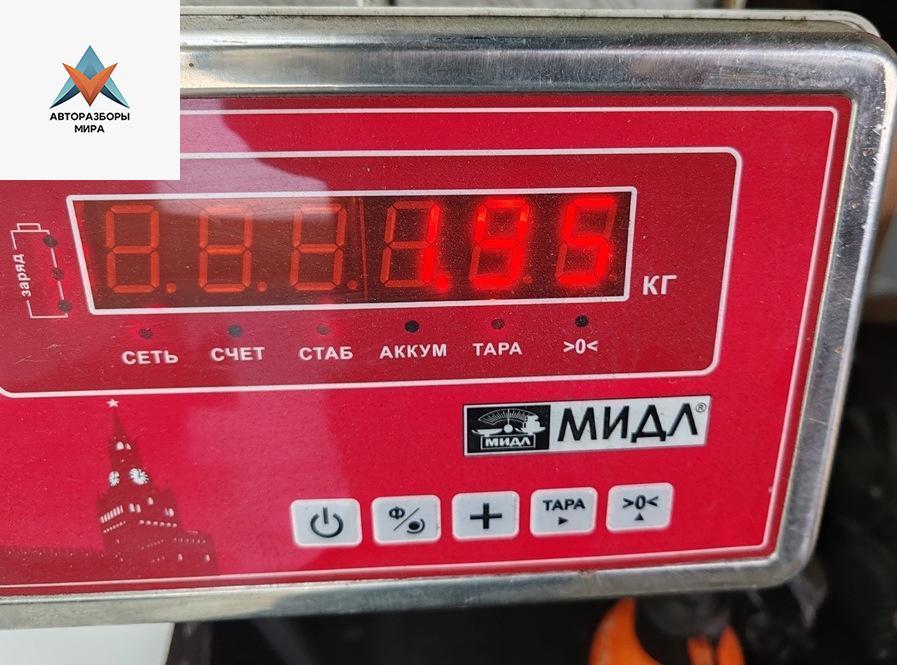 АВТОРАЗБОРЫ
МИРА
заряд
1.95
КГ
СЕТЬ СЧЕТ СТАБ АККУМ ТАРА >0<
МИДЛ МИДЛ®
Ф
ТАРА
>0<